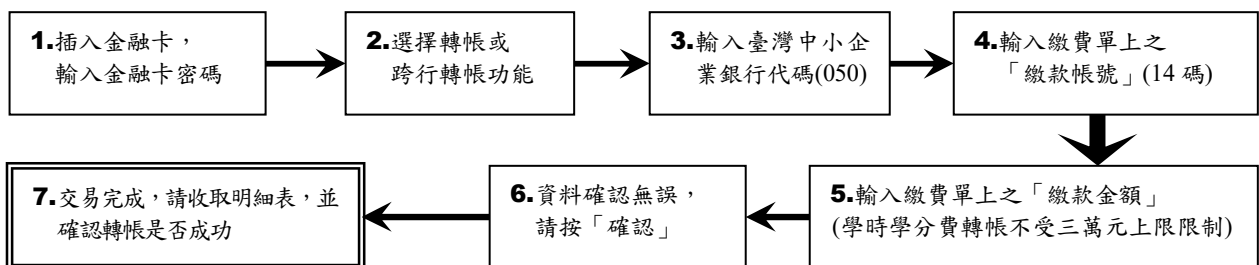 1.插入金融卡，
輸入金融卡密碼
2.選擇轉帳或
跨行轉帳功能
3.輸入臺灣中小企
業銀行代碼(050)
4.輸入繳費單上之
「繳款帳號」(14 碼)
5.輸入繳費單上之「繳款金額」
(學時學分費轉帳不受三萬元上限限制)
6.資料確認無誤，
請按「確認」
7.交易完成，請收取明細表，並
確認轉帳是否成功